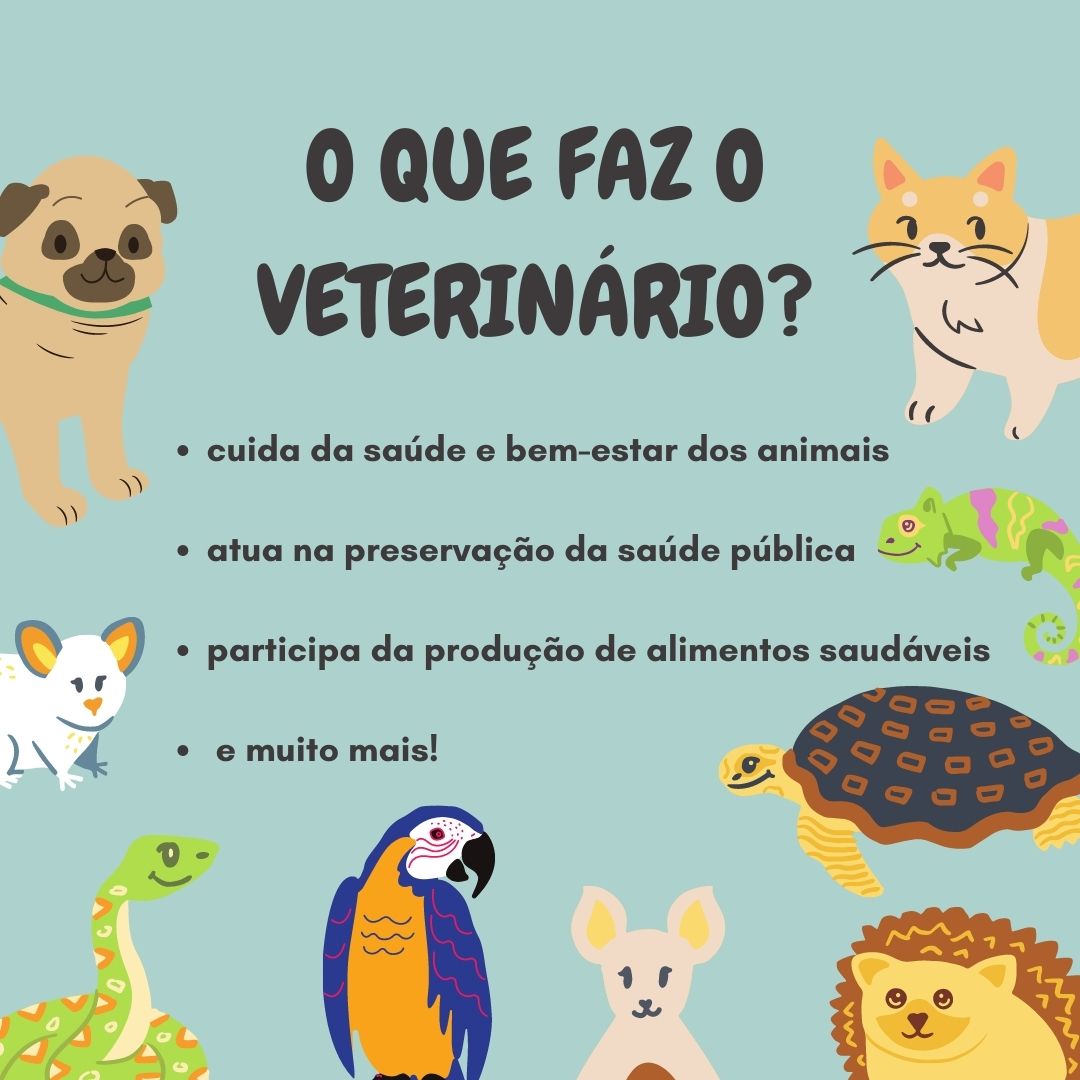 O QUE FAZ O
VETERINÁRIO?
• cuida da saúde e bem-estar dos animais
• atua na preservação da saúde pública
• participa da produção de alimentos saudáveis
• e muito mais!